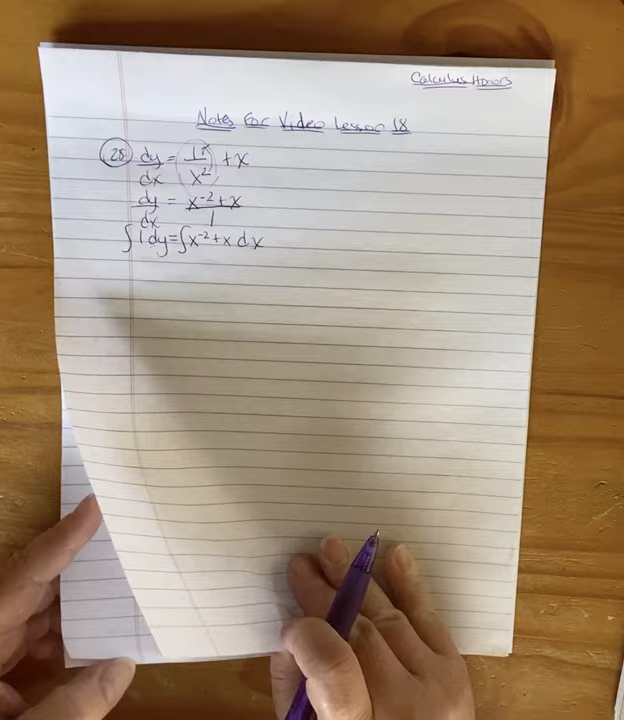 Calculus Honors
Notes For Video Lesson 18
28 dy/dx = 1/x² + x
dy/dx = x⁻² + x / 1
∫ 1 dy = ∫ x⁻² + x dx